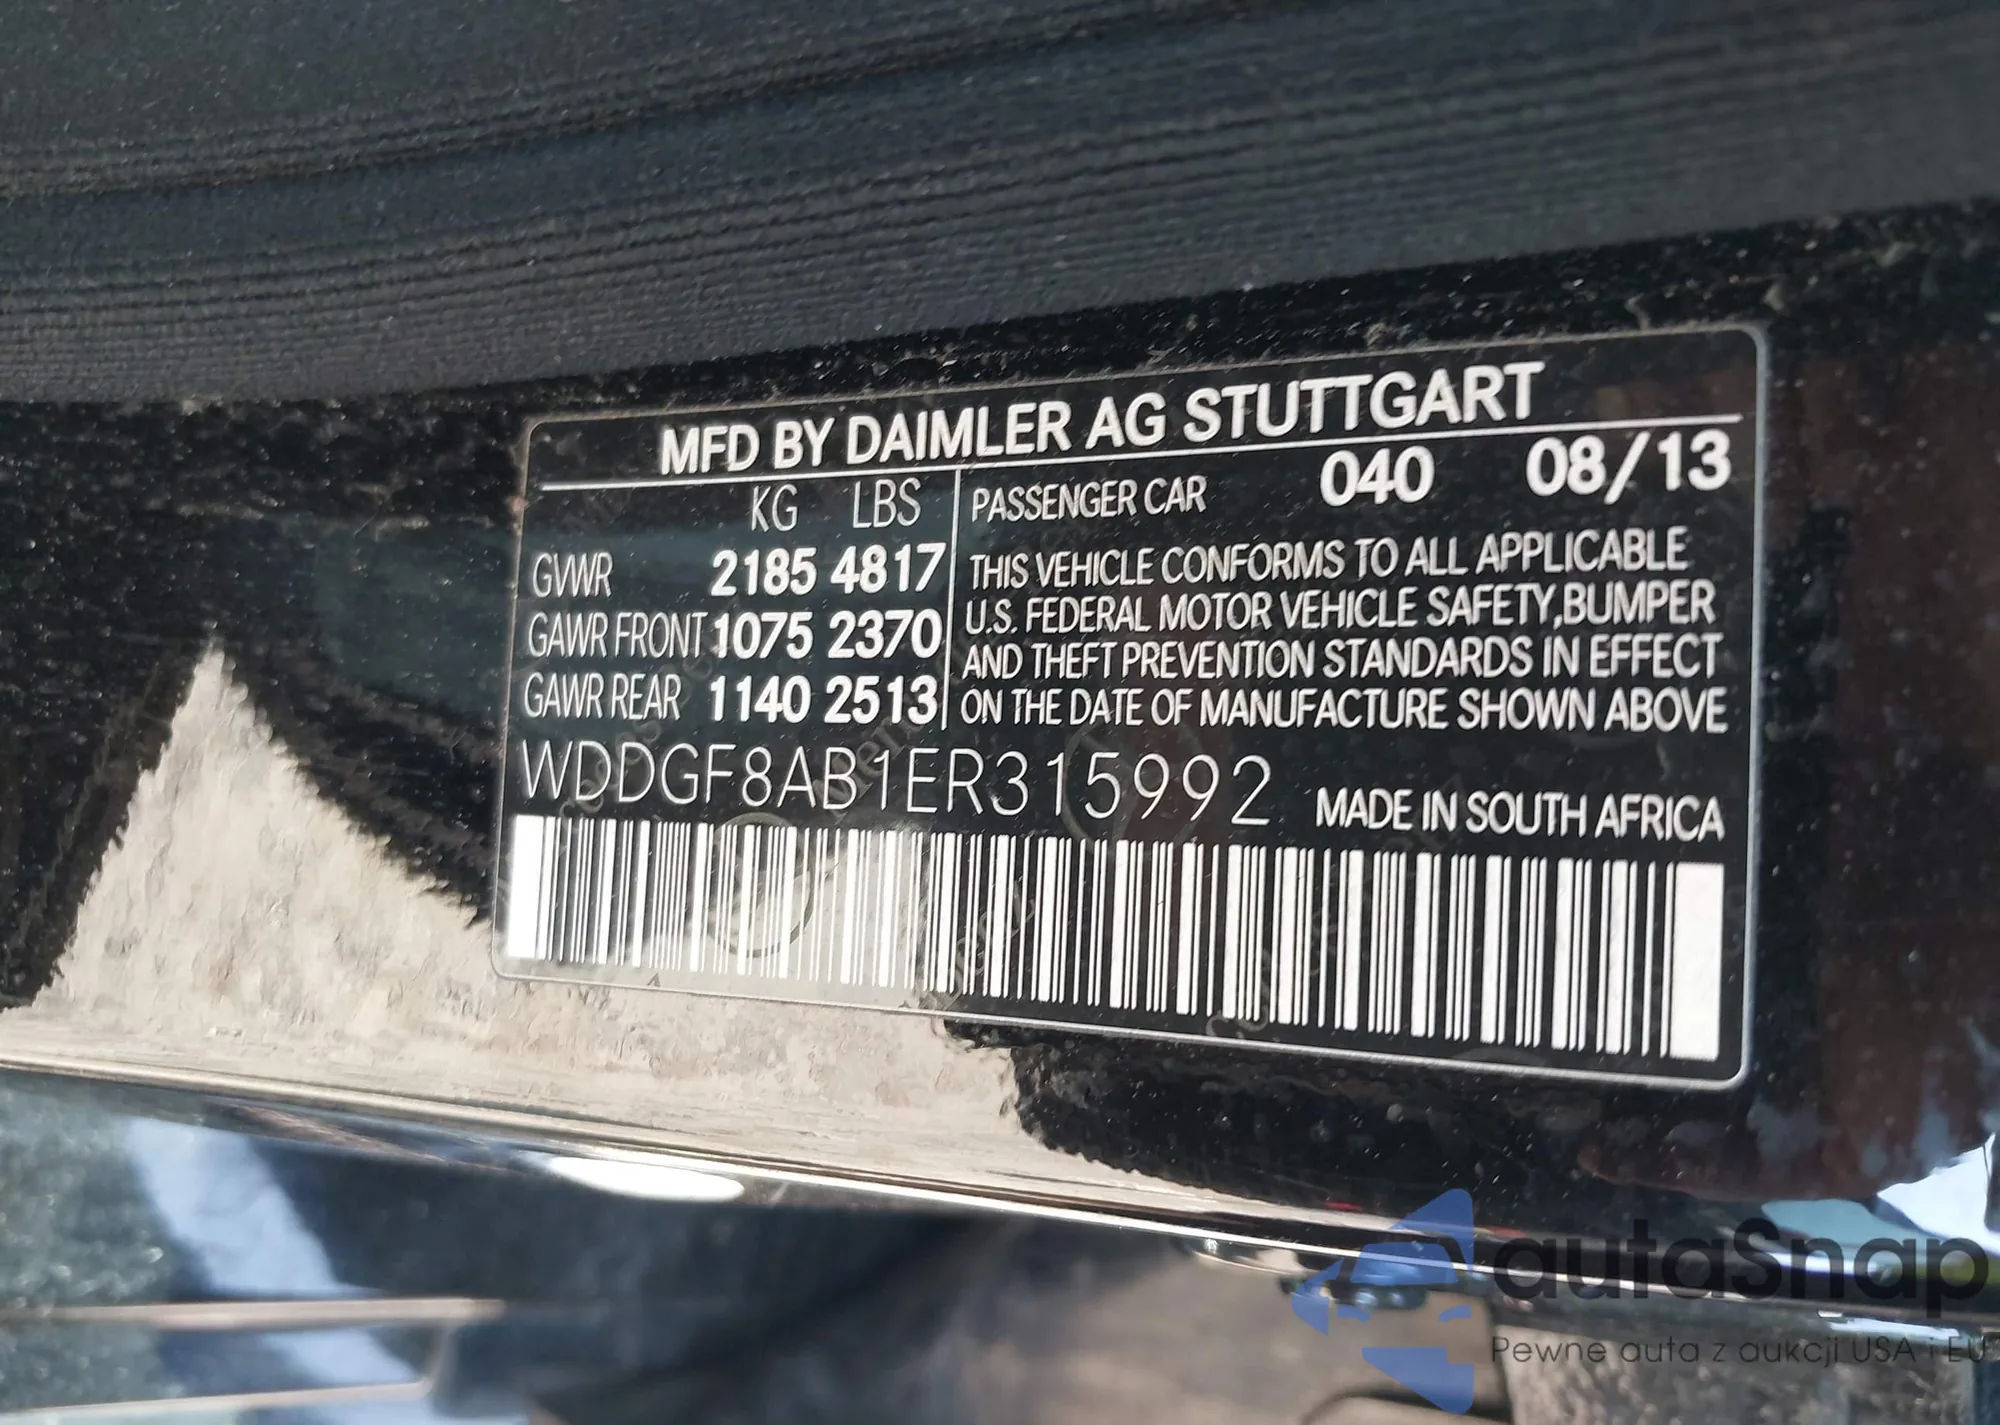 MFD BY DAIMLER AG STUTTGART
KG LBS
GVWR 2185 4817
GAWR FRONT 1075 2370
GAWR REAR 1140 2513
PASSENGER CAR 040 08/13
THIS VEHICLE CONFORMS TO ALL APPLICABLE
U.S. FEDERAL MOTOR VEHICLE SAFETY,BUMPER
AND THEFT PREVENTION STANDARDS IN EFFECT
ON THE DATE OF MANUFACTURE SHOWN ABOVE
WDDGF8AB1ER315992 MADE IN SOUTH AFRICA
autaSnap
Pewne auta z aukcji USA i EU